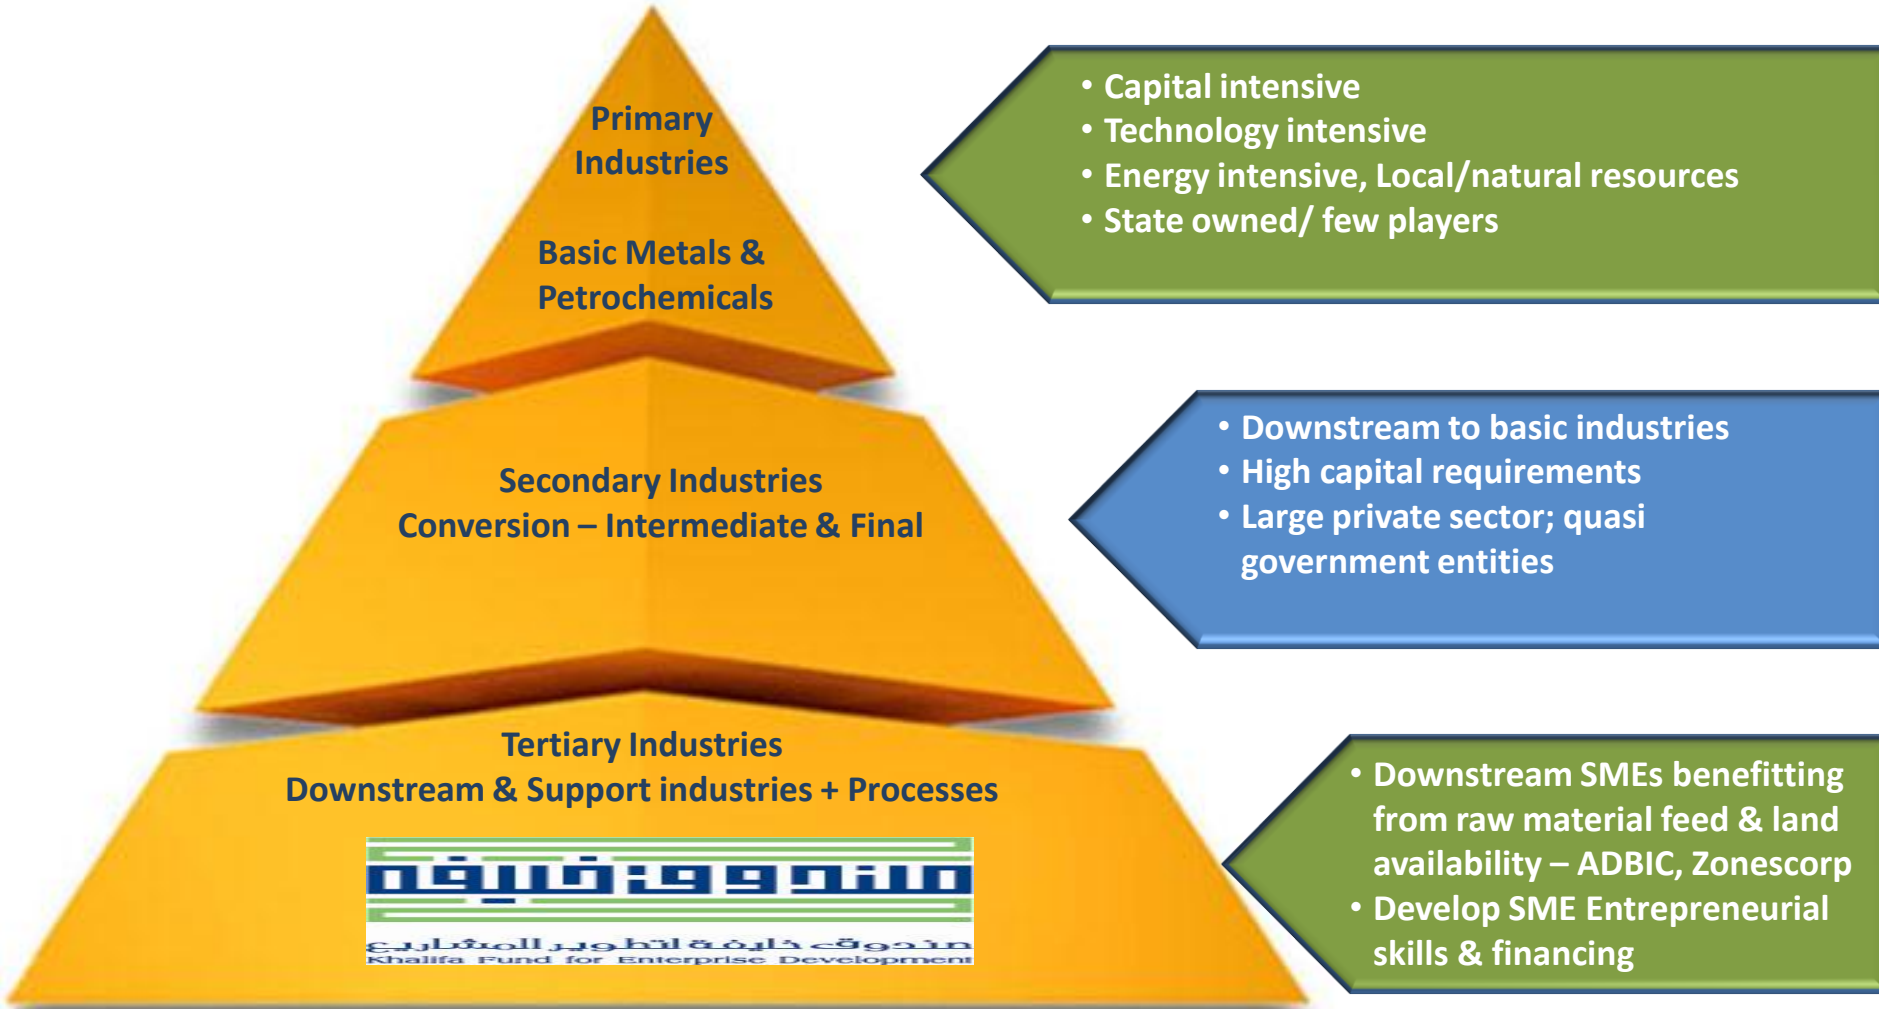 Primary
Industries
Basic Metals &
Petrochemicals
• Capital intensive
• Technology intensive
• Energy intensive, Local/natural resources
• State owned/ few players
Secondary Industries
Conversion – Intermediate & Final
• Downstream to basic industries
• High capital requirements
• Large private sector; quasi
government entities
Tertiary Industries
Downstream & Support industries + Processes
صندوق خليفة
صندوق خليفة لتطوير المشاريع
Khalifa Fund for Enterprise Development
• Downstream SMEs benefitting
from raw material feed & land
availability – ADBIC, Zonescorp
• Develop SME Entrepreneurial
skills & financing